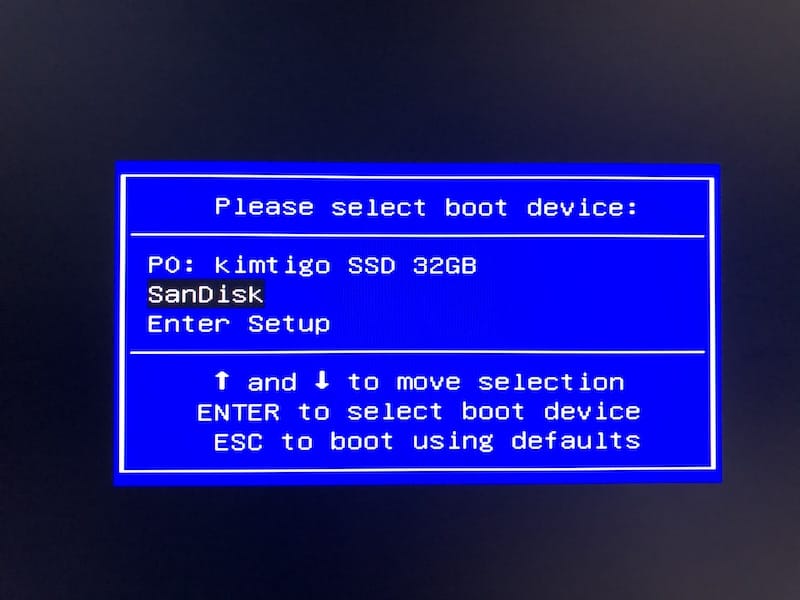 Please select boot device:
PO: kimtigo SSD 32GB
SanDisk
Enter Setup
↑ and ↓ to move selection
ENTER to select boot device
ESC to boot using defaults